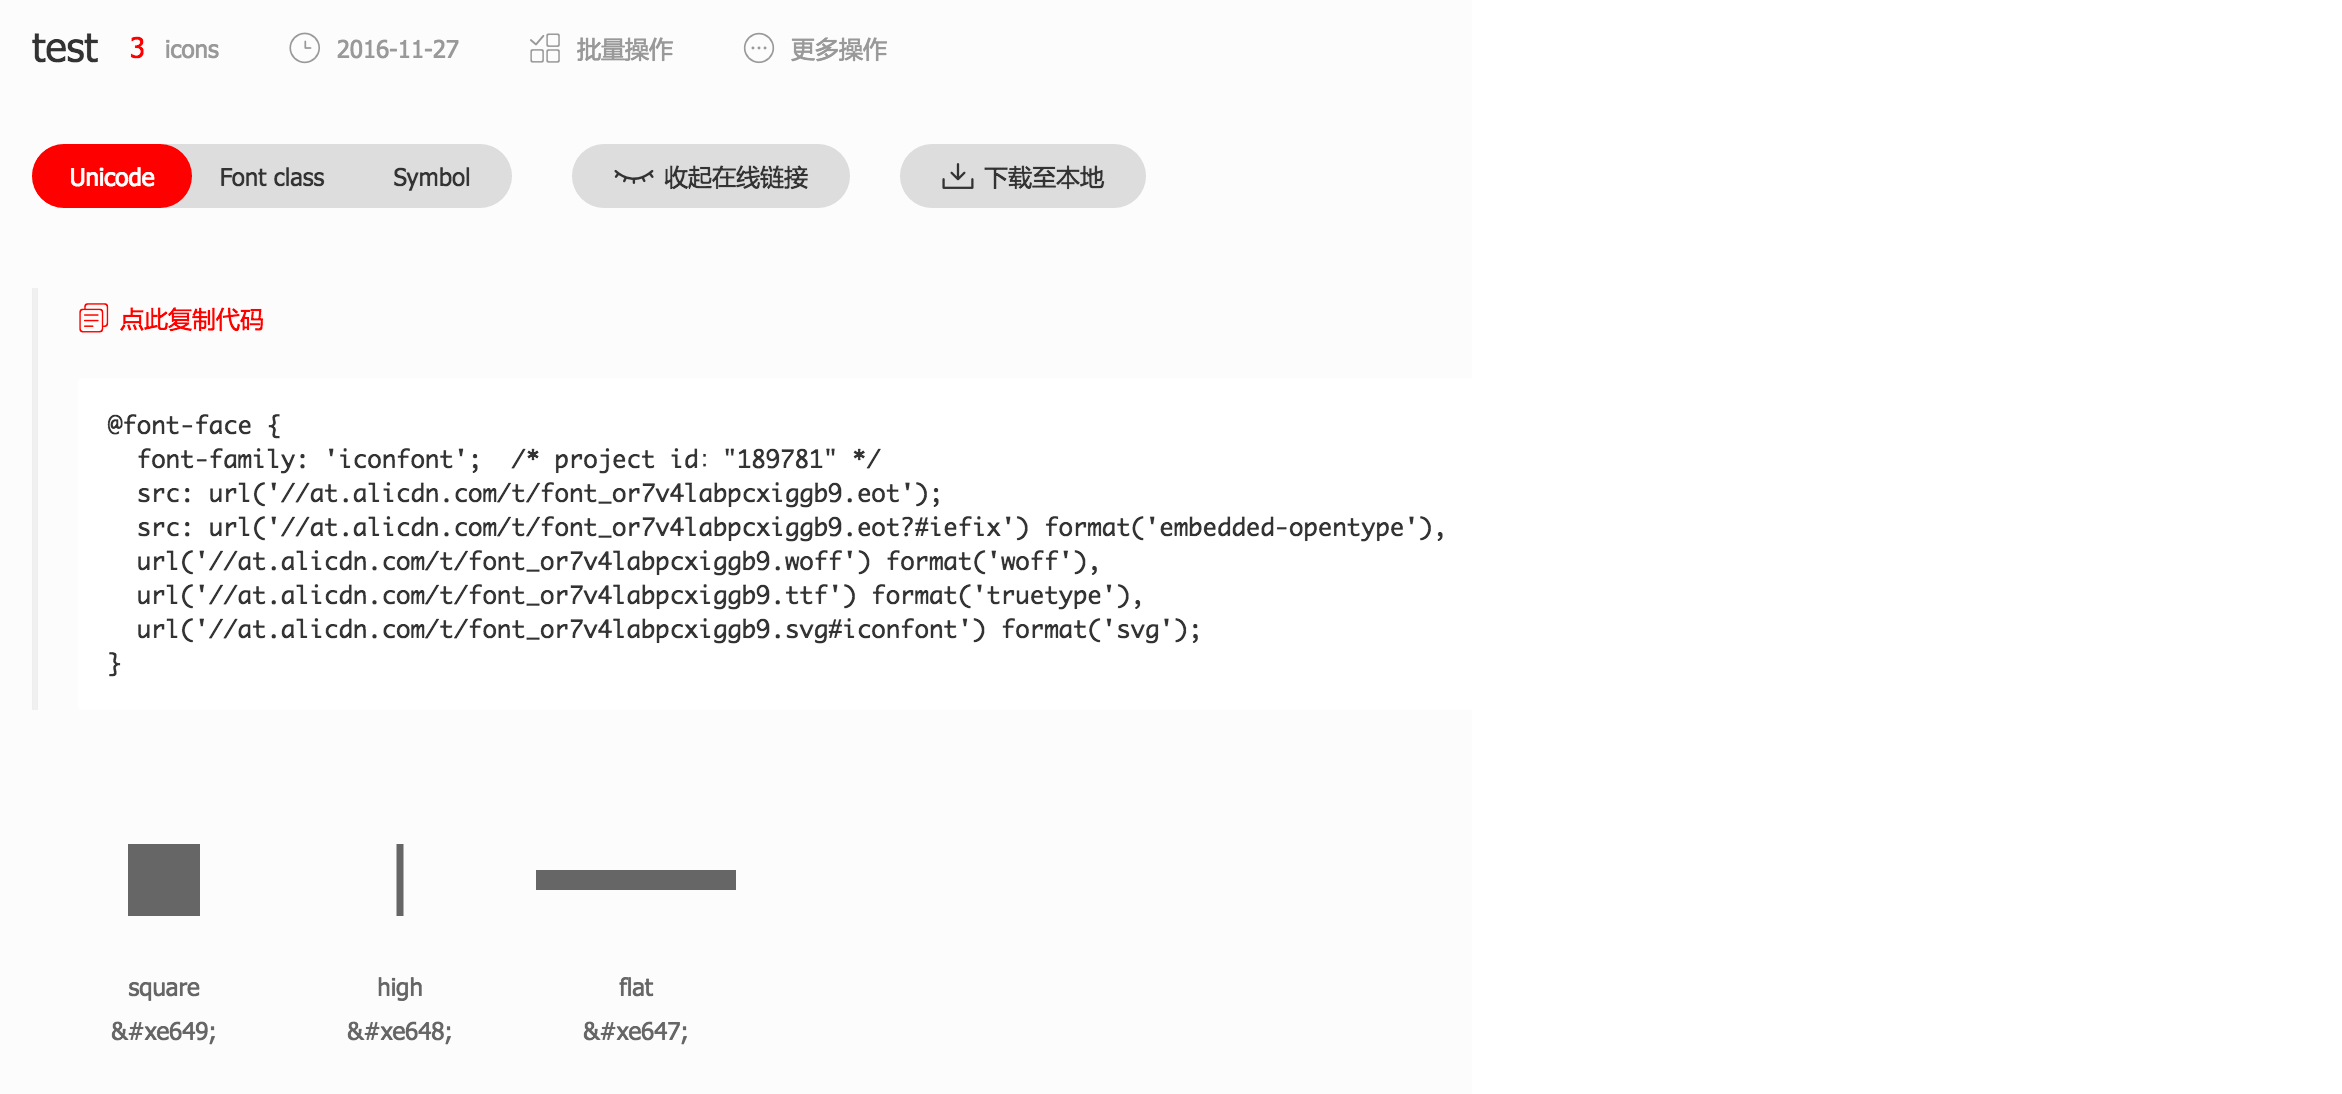 test 3 icons 2016-11-27 批量操作 更多操作
Unicode Font class Symbol 收起在线链接 下载至本地
点此复制代码
@font-face {
  font-family: 'iconfont';  /* project id: "189781" */
  src: url('//at.alicdn.com/t/font_or7v4labpcxiggb9.eot');
  src: url('//at.alicdn.com/t/font_or7v4labpcxiggb9.eot?#iefix') format('embedded-opentype'),
  url('//at.alicdn.com/t/font_or7v4labpcxiggb9.woff') format('woff'),
  url('//at.alicdn.com/t/font_or7v4labpcxiggb9.ttf') format('truetype'),
  url('//at.alicdn.com/t/font_or7v4labpcxiggb9.svg#iconfont') format('svg');
}
square high flat
&#xe649; &#xe648; &#xe647;